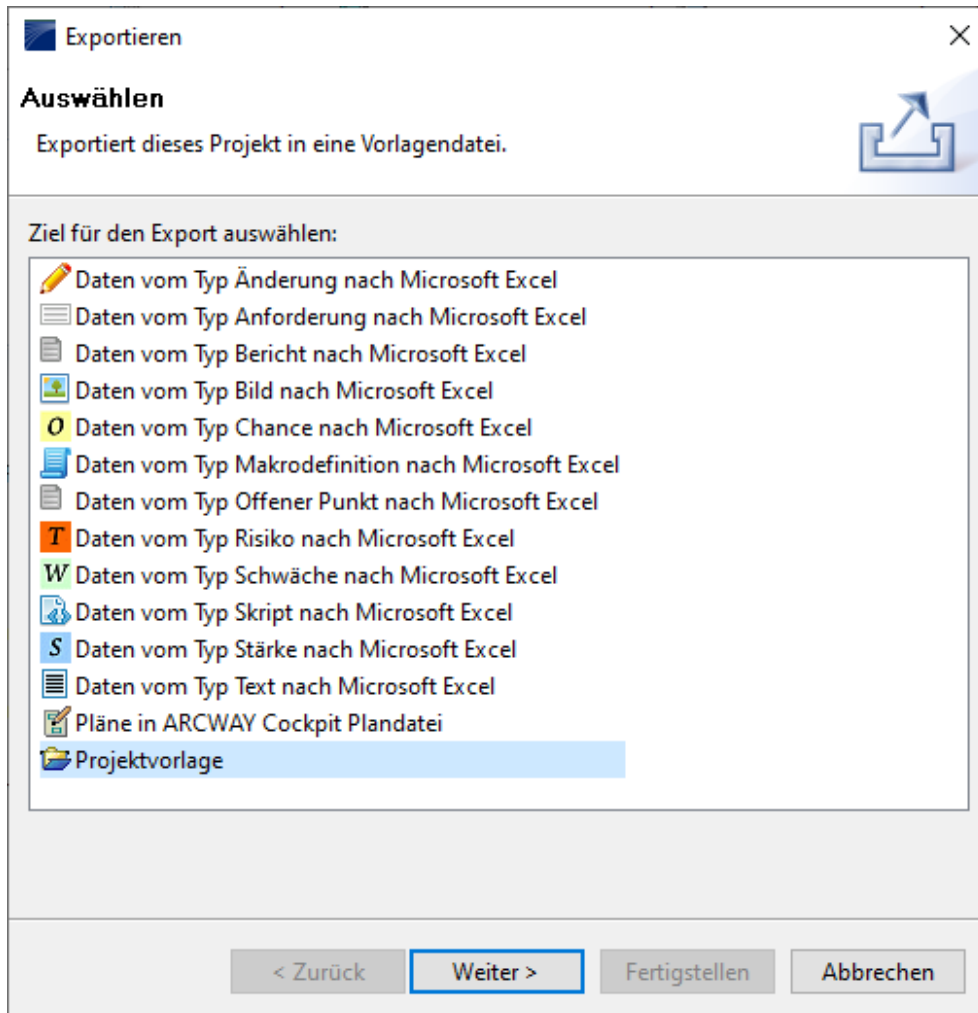 Exportieren
Auswählen
Exportiert dieses Projekt in eine Vorlagendatei.
Ziel für den Export auswählen:
Daten vom Typ Änderung nach Microsoft Excel
Daten vom Typ Anforderung nach Microsoft Excel
Daten vom Typ Bericht nach Microsoft Excel
Daten vom Typ Bild nach Microsoft Excel
O Daten vom Typ Chance nach Microsoft Excel
Daten vom Typ Makrodefinition nach Microsoft Excel
Daten vom Typ Offener Punkt nach Microsoft Excel
T Daten vom Typ Risiko nach Microsoft Excel
W Daten vom Typ Schwäche nach Microsoft Excel
Daten vom Typ Skript nach Microsoft Excel
S Daten vom Typ Stärke nach Microsoft Excel
Daten vom Typ Text nach Microsoft Excel
Pläne in ARCWAY Cockpit Plandatei
Projektvorlage
< Zurück Weiter > Fertigstellen Abbrechen